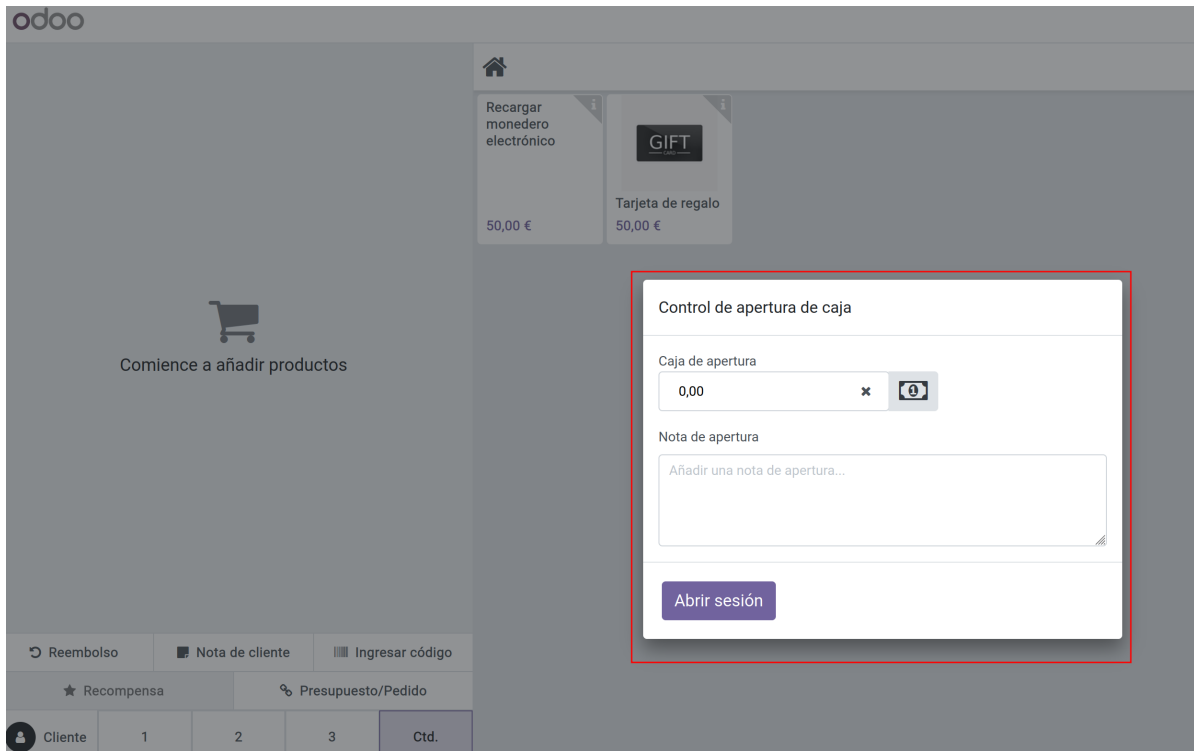 odoo
Recargar
monedero
electrónico
50,00 €
GIFT
CARD
Tarjeta de regalo
50,00 €
Comience a añadir productos
Control de apertura de caja
Caja de apertura
0,00
Nota de apertura
Añadir una nota de apertura...
Abrir sesión
Reembolso Nota de cliente Ingresar código
Recompensa Presupuesto/Pedido
Cliente 1 2 3 Ctd.